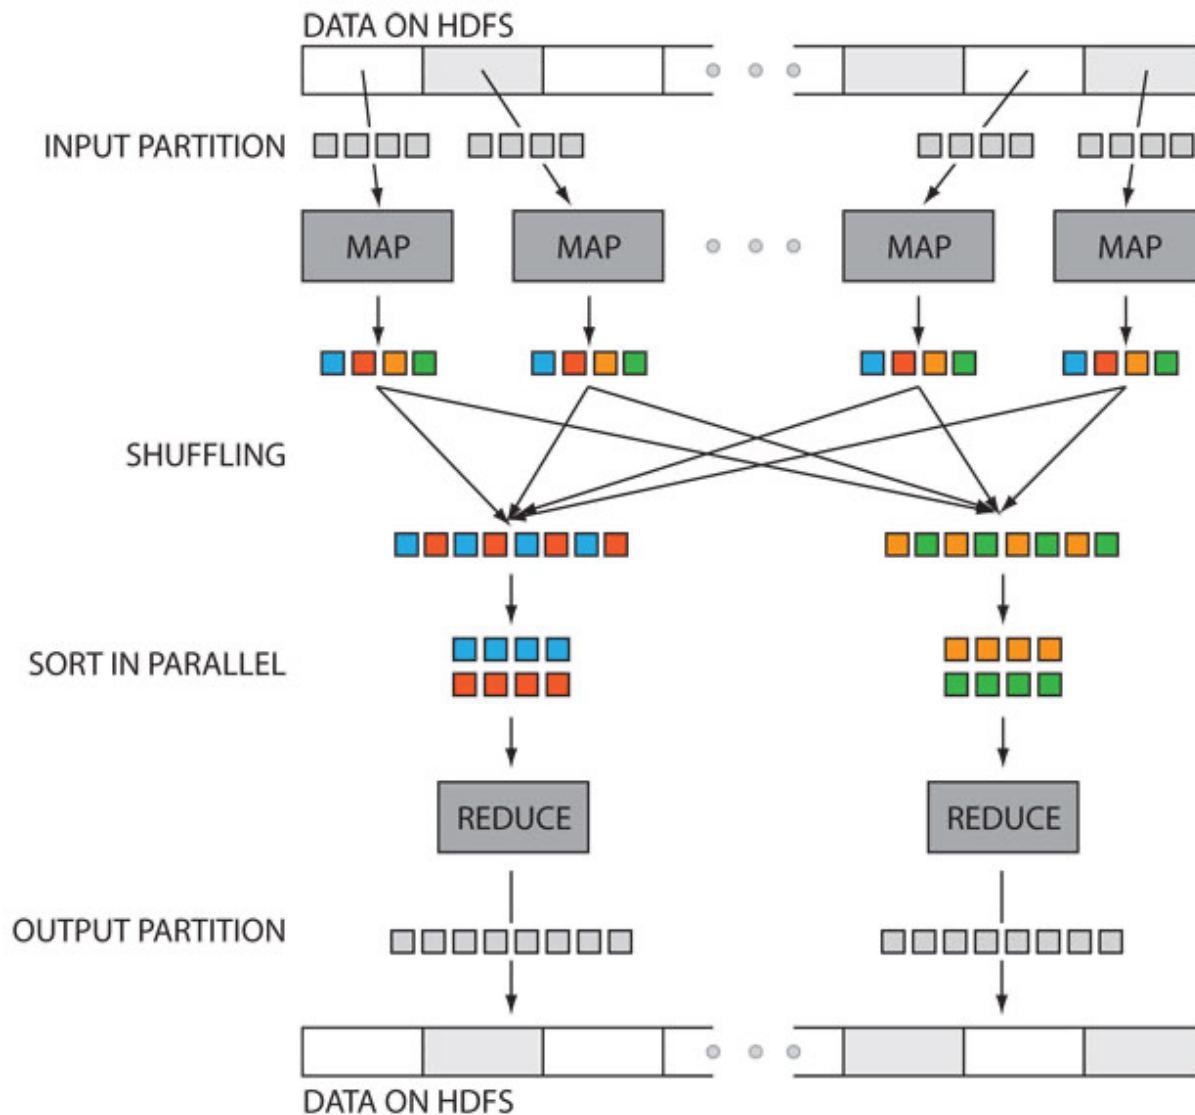 DATA ON HDFS
INPUT PARTITION
MAP
MAP
MAP
MAP
SHUFFLING
SORT IN PARALLEL
REDUCE
REDUCE
OUTPUT PARTITION
DATA ON HDFS